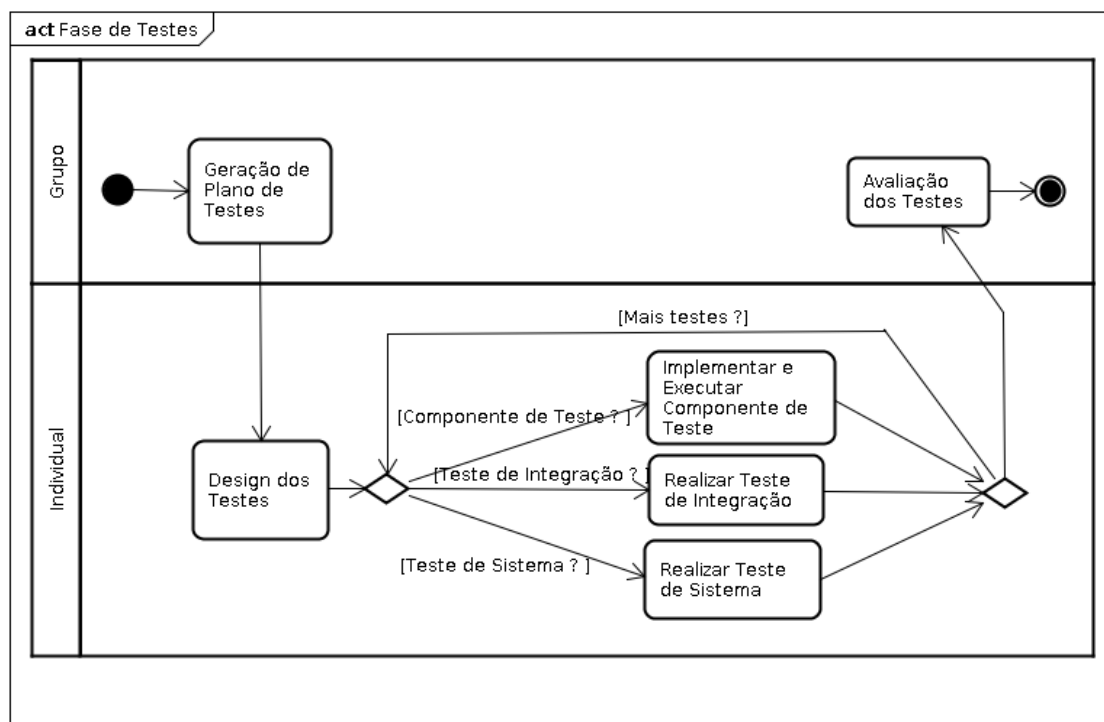 act Fase de Testes
Grupo
Geração de
Plano de
Testes
Avaliação
dos Testes
Individual
[Mais testes ?]
Implementar e
Executar
Componente de
Teste
[Componente de Teste ? ]
[Teste de Integração ? ]
Design dos
Testes
Realizar Teste
de Integração
[Teste de Sistema ? ]
Realizar Teste
de Sistema